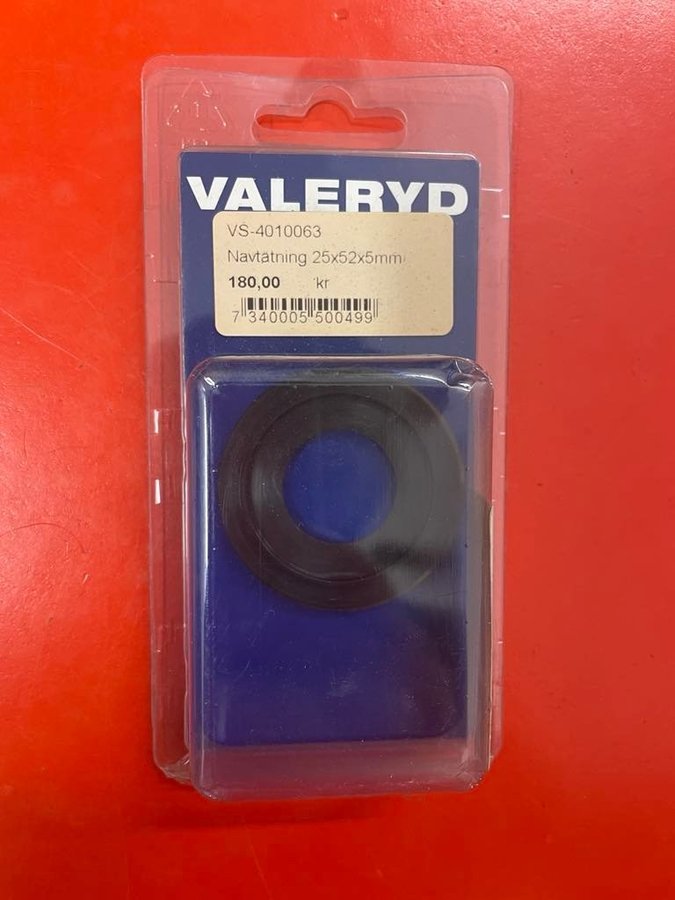 VALERYD
VS-4010063
Navtätning 25x52x5mm
180,00 kr
7 340005 500499